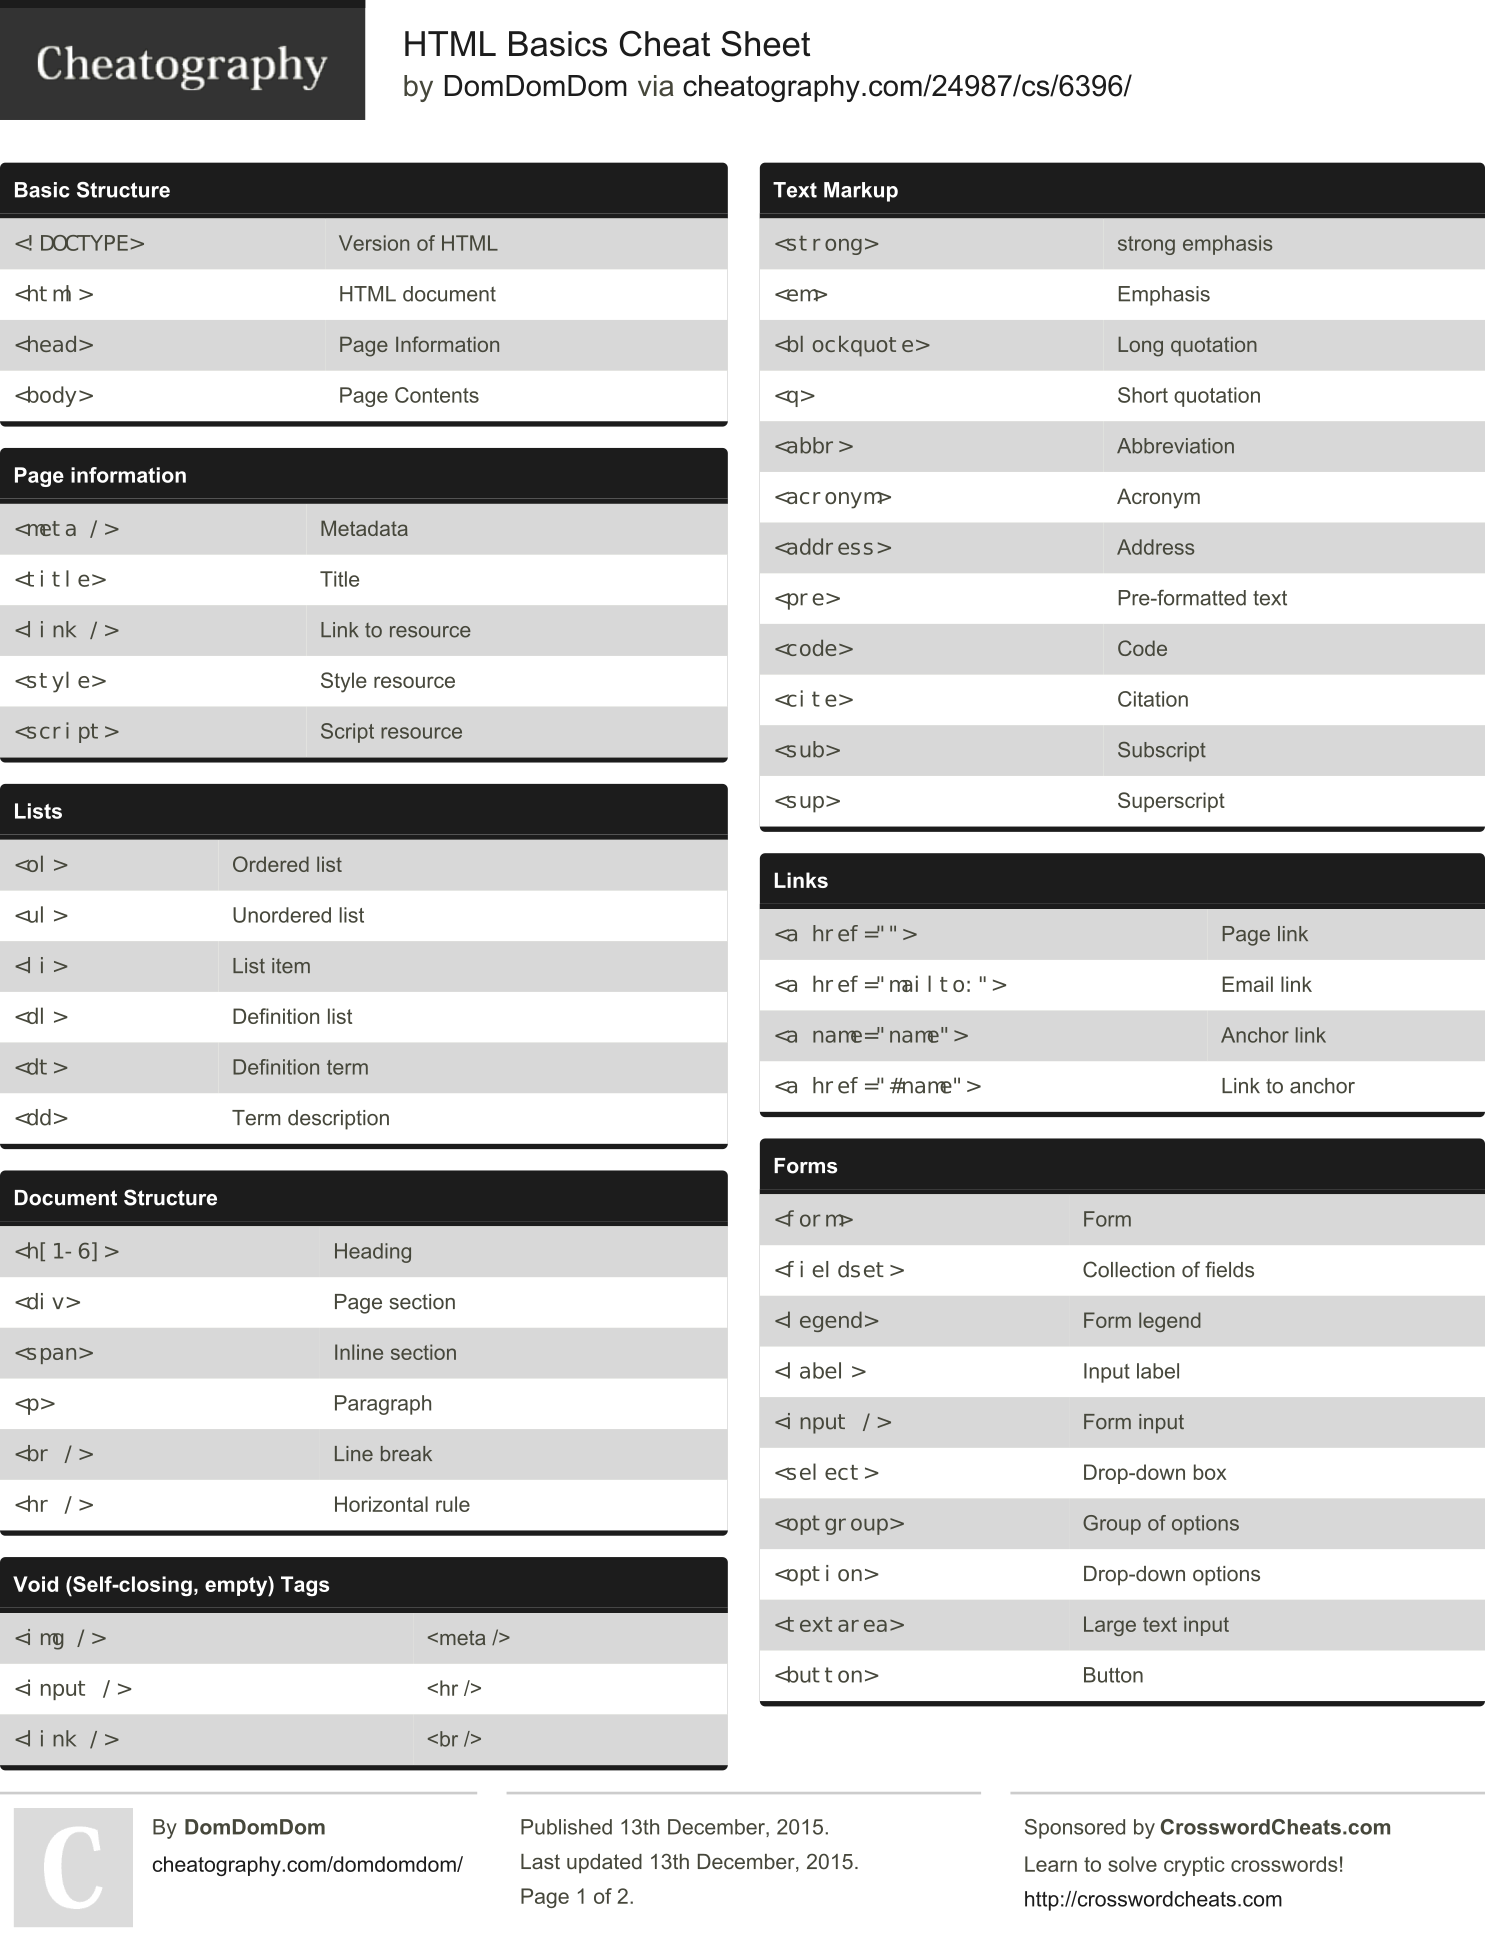 Cheatography
HTML Basics Cheat Sheet
by DomDomDom via cheatography.com/24987/cs/6396/
Basic Structure
<!DOCTYPE> Version of HTML
<html> HTML document
<head> Page Information
<body> Page Contents
Page information
<meta /> Metadata
<title> Title
<link /> Link to resource
<style> Style resource
<script> Script resource
Lists
<ol> Ordered list
<ul> Unordered list
<li> List item
<dl> Definition list
<dt> Definition term
<dd> Term description
Document Structure
<h[1-6]> Heading
<div> Page section
<span> Inline section
<p> Paragraph
<br /> Line break
<hr /> Horizontal rule
Void (Self-closing, empty) Tags
<img /> <meta />
<input /> <hr />
<link /> <br />
Text Markup
<strong> strong emphasis
<em> Emphasis
<blockquote> Long quotation
<q> Short quotation
<abbr> Abbreviation
<acronym> Acronym
<address> Address
<pre> Pre-formatted text
<code> Code
<cite> Citation
<sub> Subscript
<sup> Superscript
Links
<a href=""> Page link
<a href="mailto:"> Email link
<a name="name"> Anchor link
<a href="#name"> Link to anchor
Forms
<form> Form
<fieldset> Collection of fields
<legend> Form legend
<label> Input label
<input /> Form input
<select> Drop-down box
<optgroup> Group of options
<option> Drop-down options
<textarea> Large text input
<button> Button
C
By DomDomDom
cheatography.com/domdomdom/
Published 13th December, 2015.
Last updated 13th December, 2015.
Page 1 of 2.
Sponsored by CrosswordCheats.com
Learn to solve cryptic crosswords!
http://crosswordcheats.com